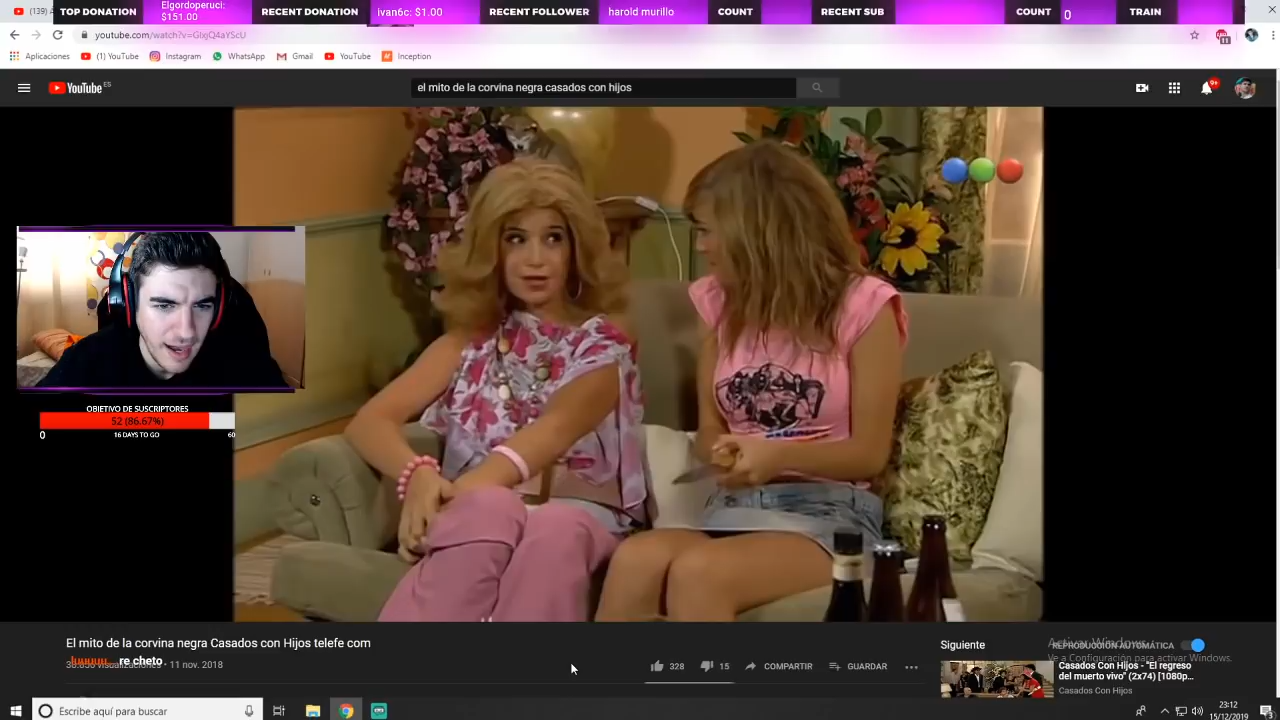 (139)
TOP DONATION
Elgordoperuci:
$151.00
RECENT DONATION
ivan6c: $1.00
RECENT FOLLOWER
harold murillo
COUNT
RECENT SUB
COUNT
0
TRAIN
youtube.com/watch?v=GlxjQ4aYScU
11
Aplicaciones
(1) YouTube
Instagram
WhatsApp
Gmail
YouTube
Inception
YouTube ES
el mito de la corvina negra casados con hijos
9+
OBJETIVO DE SUSCRIPTORES
52 (86.67%)
0
16 DAYS TO GO
60
El mito de la corvina negra Casados con Hijos telefe com
re cheto
11 nov. 2018
328
15
COMPARTIR
GUARDAR
Siguiente
REPRODUCCIÓN AUTOMÁTICA
Activar Windows
Ve a Configuración para activar Windows.
Casados Con Hijos - "El regreso
del muerto vivo" (2x74) [1080p...
Casados Con Hijos
Escribe aquí para buscar
23:12
15/12/2019